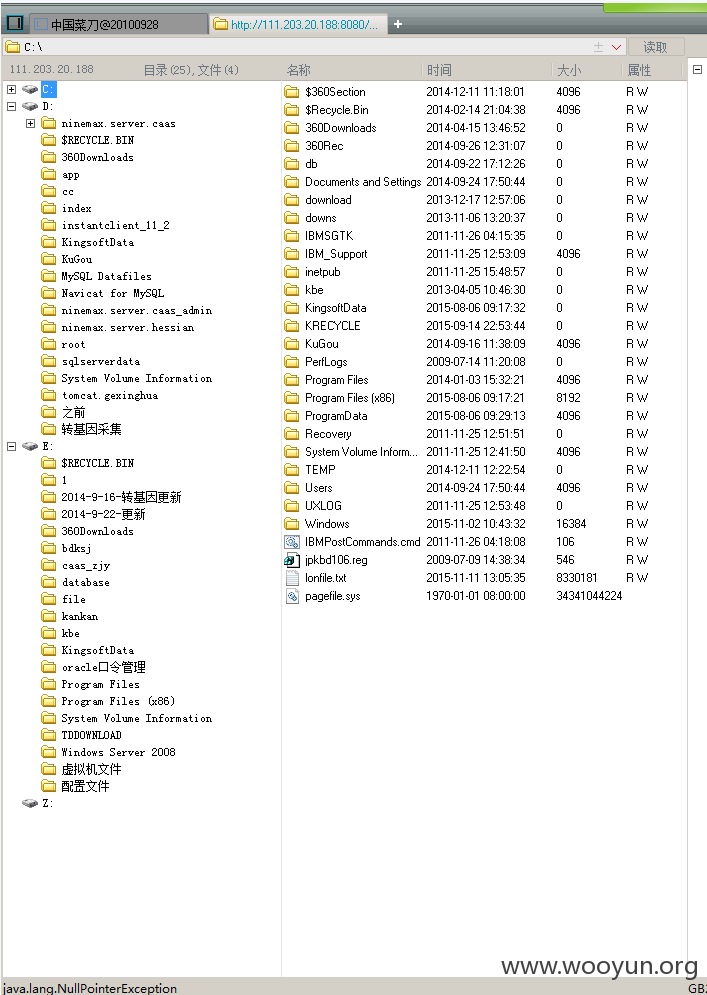 中国菜刀@20100928
http://111.203.20.188:8080/...
C:\
读取
111.203.20.188 目录(25),文件(4)
名称 时间 大小 属性
C:
D:
ninemax.server.caas
$RECYCLE.BIN
360Downloads
app
cc
index
instantclient_11_2
KingsoftData
KuGou
MySQL Datafiles
Navicat for MySQL
ninemax.server.caas_admin
ninemax.server.hessian
root
sqlserverdata
System Volume Information
tomcat.gexinghua
之前
转基因采集
E:
$RECYCLE.BIN
1
2014-9-16-转基因更新
2014-9-22-更新
360Downloads
bdksj
caas_zjy
database
file
kankan
kbe
KingsoftData
oracle口令管理
Program Files
Program Files (x86)
System Volume Information
TDDOWNLOAD
Windows Server 2008
虚拟机文件
配置文件
Z:
$360Section 2014-12-11 11:18:01 4096 R W
$Recycle.Bin 2014-02-14 21:04:38 4096 R W
360Downloads 2014-04-15 13:46:52 0 R W
360Rec 2014-09-26 12:31:07 0 R W
db 2014-09-22 17:12:26 0 R W
Documents and Settings 2014-09-24 17:50:44 0 R W
download 2013-12-17 12:57:06 0 R W
downs 2013-11-06 13:20:37 0 R W
IBMSGTK 2011-11-26 04:15:35 0 R W
IBM_Support 2011-11-25 12:53:09 4096 R W
inetpub 2011-11-25 15:48:57 0 R W
kbe 2013-04-05 10:46:30 0 R W
KingsoftData 2015-08-06 09:17:32 0 R W
KRECYCLE 2015-09-14 22:53:44 0 R W
KuGou 2014-09-16 11:38:09 4096 R W
PerfLogs 2009-07-14 11:20:08 0 R W
Program Files 2014-01-03 15:32:21 4096 R W
Program Files (x86) 2015-08-06 09:17:21 8192 R W
ProgramData 2015-08-06 09:29:13 4096 R W
Recovery 2011-11-25 12:51:51 0 R W
System Volume Inform... 2011-11-25 12:41:50 4096 R W
TEMP 2014-12-11 12:22:54 0 R W
Users 2014-09-24 17:50:44 4096 R W
UXLOG 2011-11-25 12:53:48 0 R W
Windows 2015-11-02 10:43:32 16384 R W
IBMPostCommands.cmd 2011-11-26 04:18:08 106 R W
jpkbd106.reg 2009-07-09 14:38:34 546 R W
lonfile.txt 2015-11-11 13:05:35 8330181 R W
pagefile.sys 1970-01-01 08:00:00 34341044224
www.wooyun.org
java.lang.NullPointerException